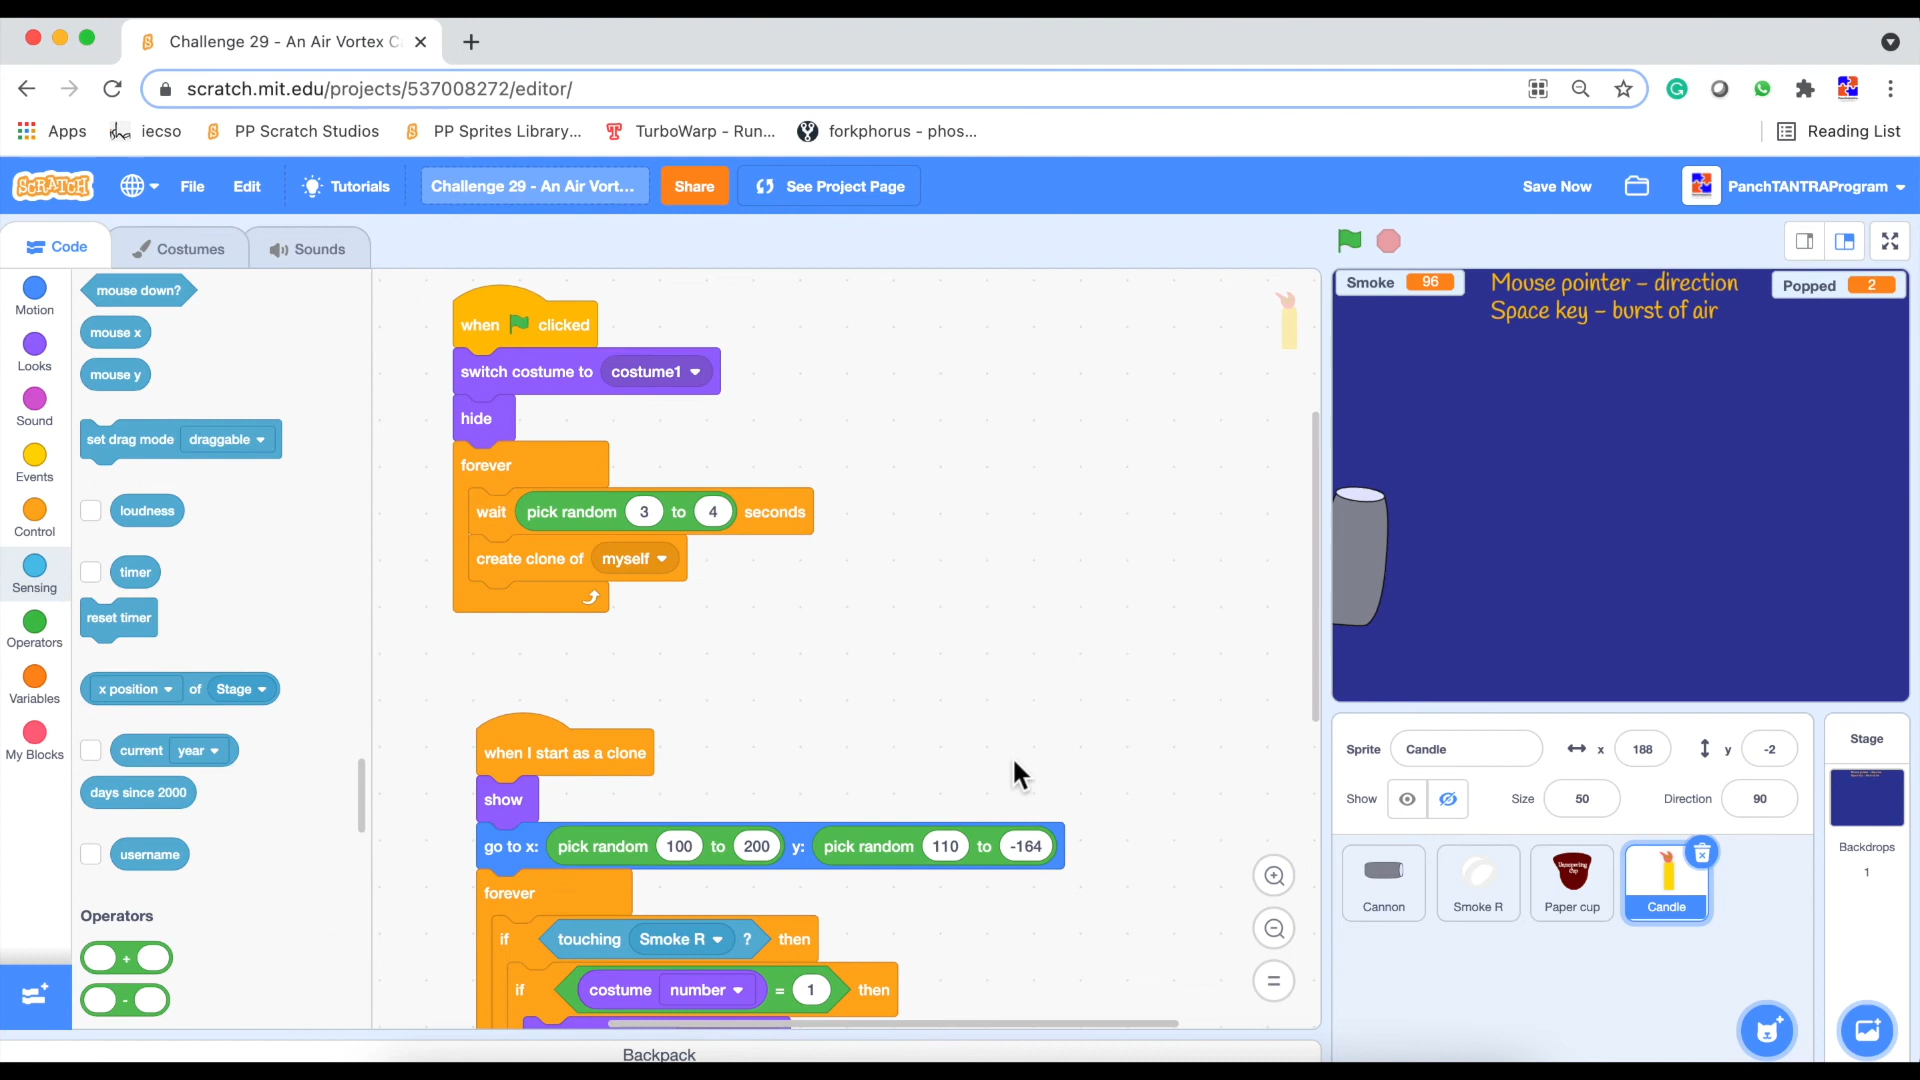 Challenge 29 - An Air Vortex C
scratch.mit.edu/projects/537008272/editor/
Apps
iecso
PP Scratch Studios
PP Sprites Library...
TurboWarp - Run...
forkphorus - phos...
Reading List
SCRATCH
File
Edit
Tutorials
Challenge 29 - An Air Vort...
Share
See Project Page
Save Now
PanchTANTRAProgram
Code
Costumes
Sounds
Motion
Looks
Sound
Events
Control
Sensing
Operators
Variables
My Blocks
mouse down?
mouse x
mouse y
set drag mode draggable
loudness
timer
reset timer
x position of Stage
current year
days since 2000
username
Operators
+
-
when clicked
switch costume to costume1
hide
forever
wait pick random 3 to 4 seconds
create clone of myself
when I start as a clone
show
go to x: pick random 100 to 200 y: pick random 110 to -164
forever
if touching Smoke R ? then
if costume number = 1 then
Backpack
Smoke 96
Mouse pointer – direction
Space key – burst of air
Popped 2
Sprite Candle x 188 y -2
Show Size 50 Direction 90
Cannon
Smoke R
Paper cup
Candle
Stage
Backdrops
1